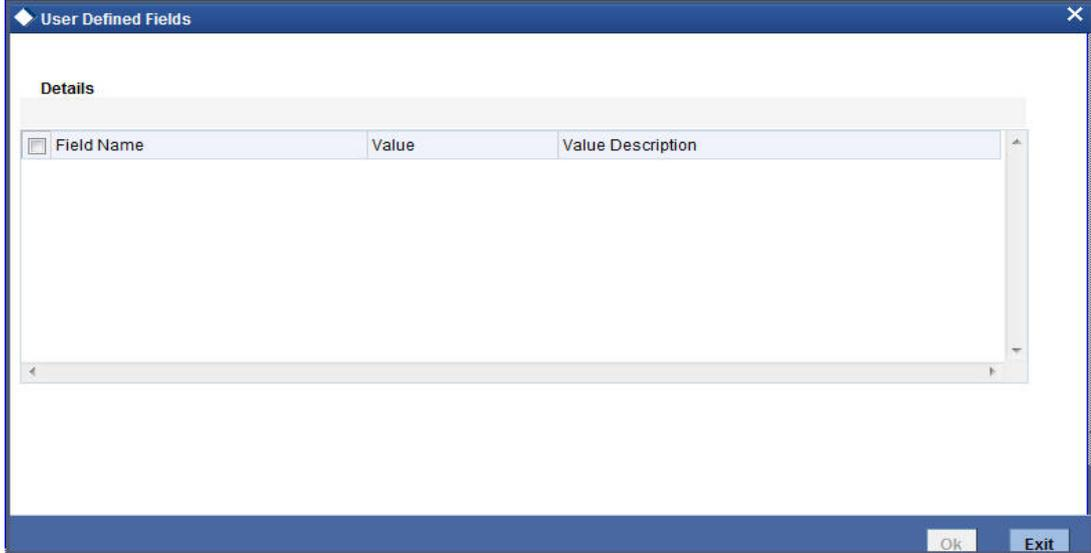 User Defined Fields
Details
Field Name Value Value Description
Ok Exit